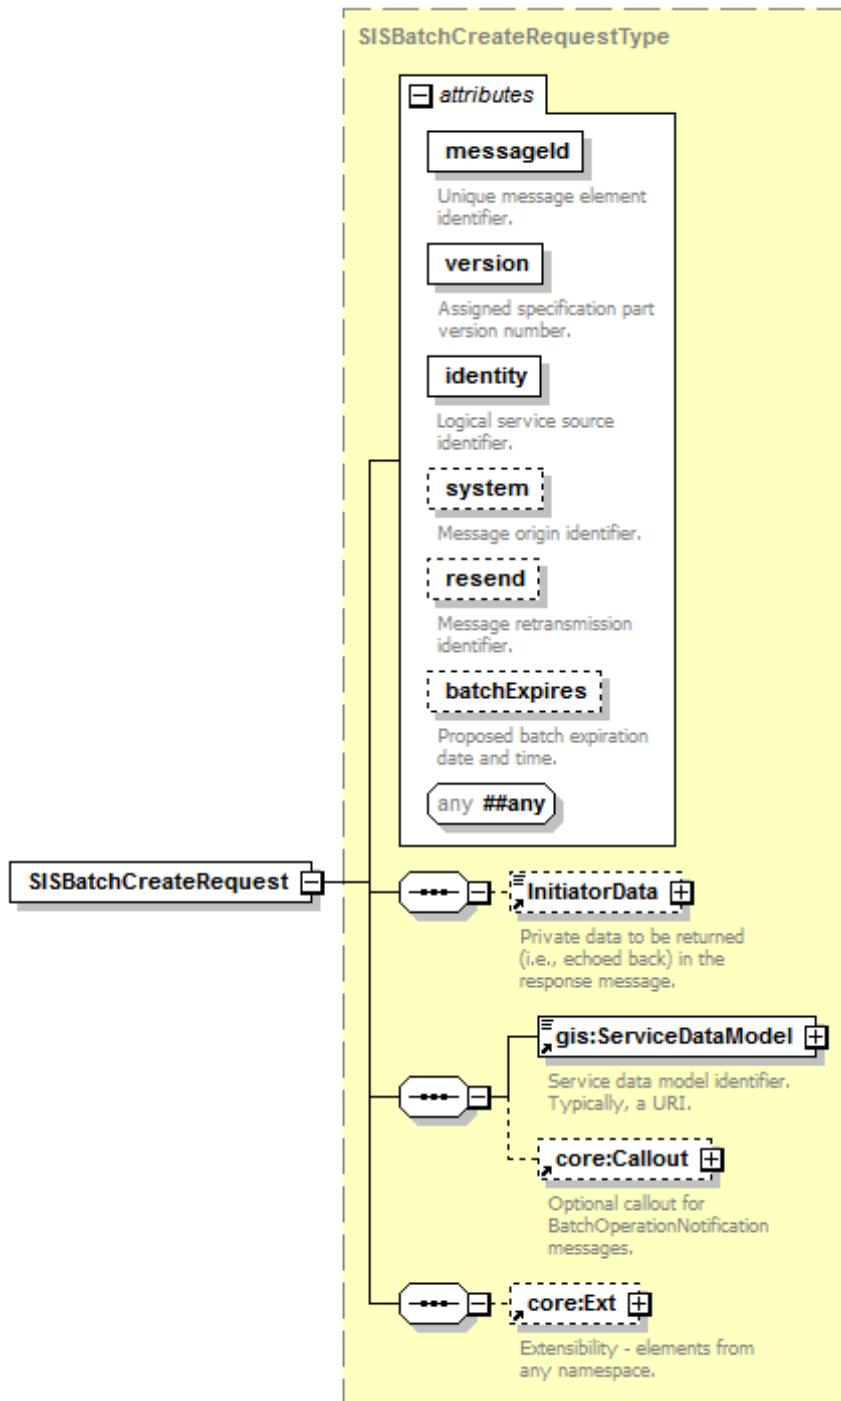 SISBatchCreateRequestType
attributes
messageId
Unique message element
identifier.
version
Assigned specification part
version number.
identity
Logical service source
identifier.
system
Message origin identifier.
resend
Message retransmission
identifier.
batchExpires
Proposed batch expiration
date and time.
any ##any
SISBatchCreateRequest
InitiatorData
Private data to be returned
(i.e., echoed back) in the
response message.
gis:ServiceDataModel
Service data model identifier.
Typically, a URI.
core:Callout
Optional callout for
BatchOperationNotification
messages.
core:Ext
Extensibility - elements from
any namespace.